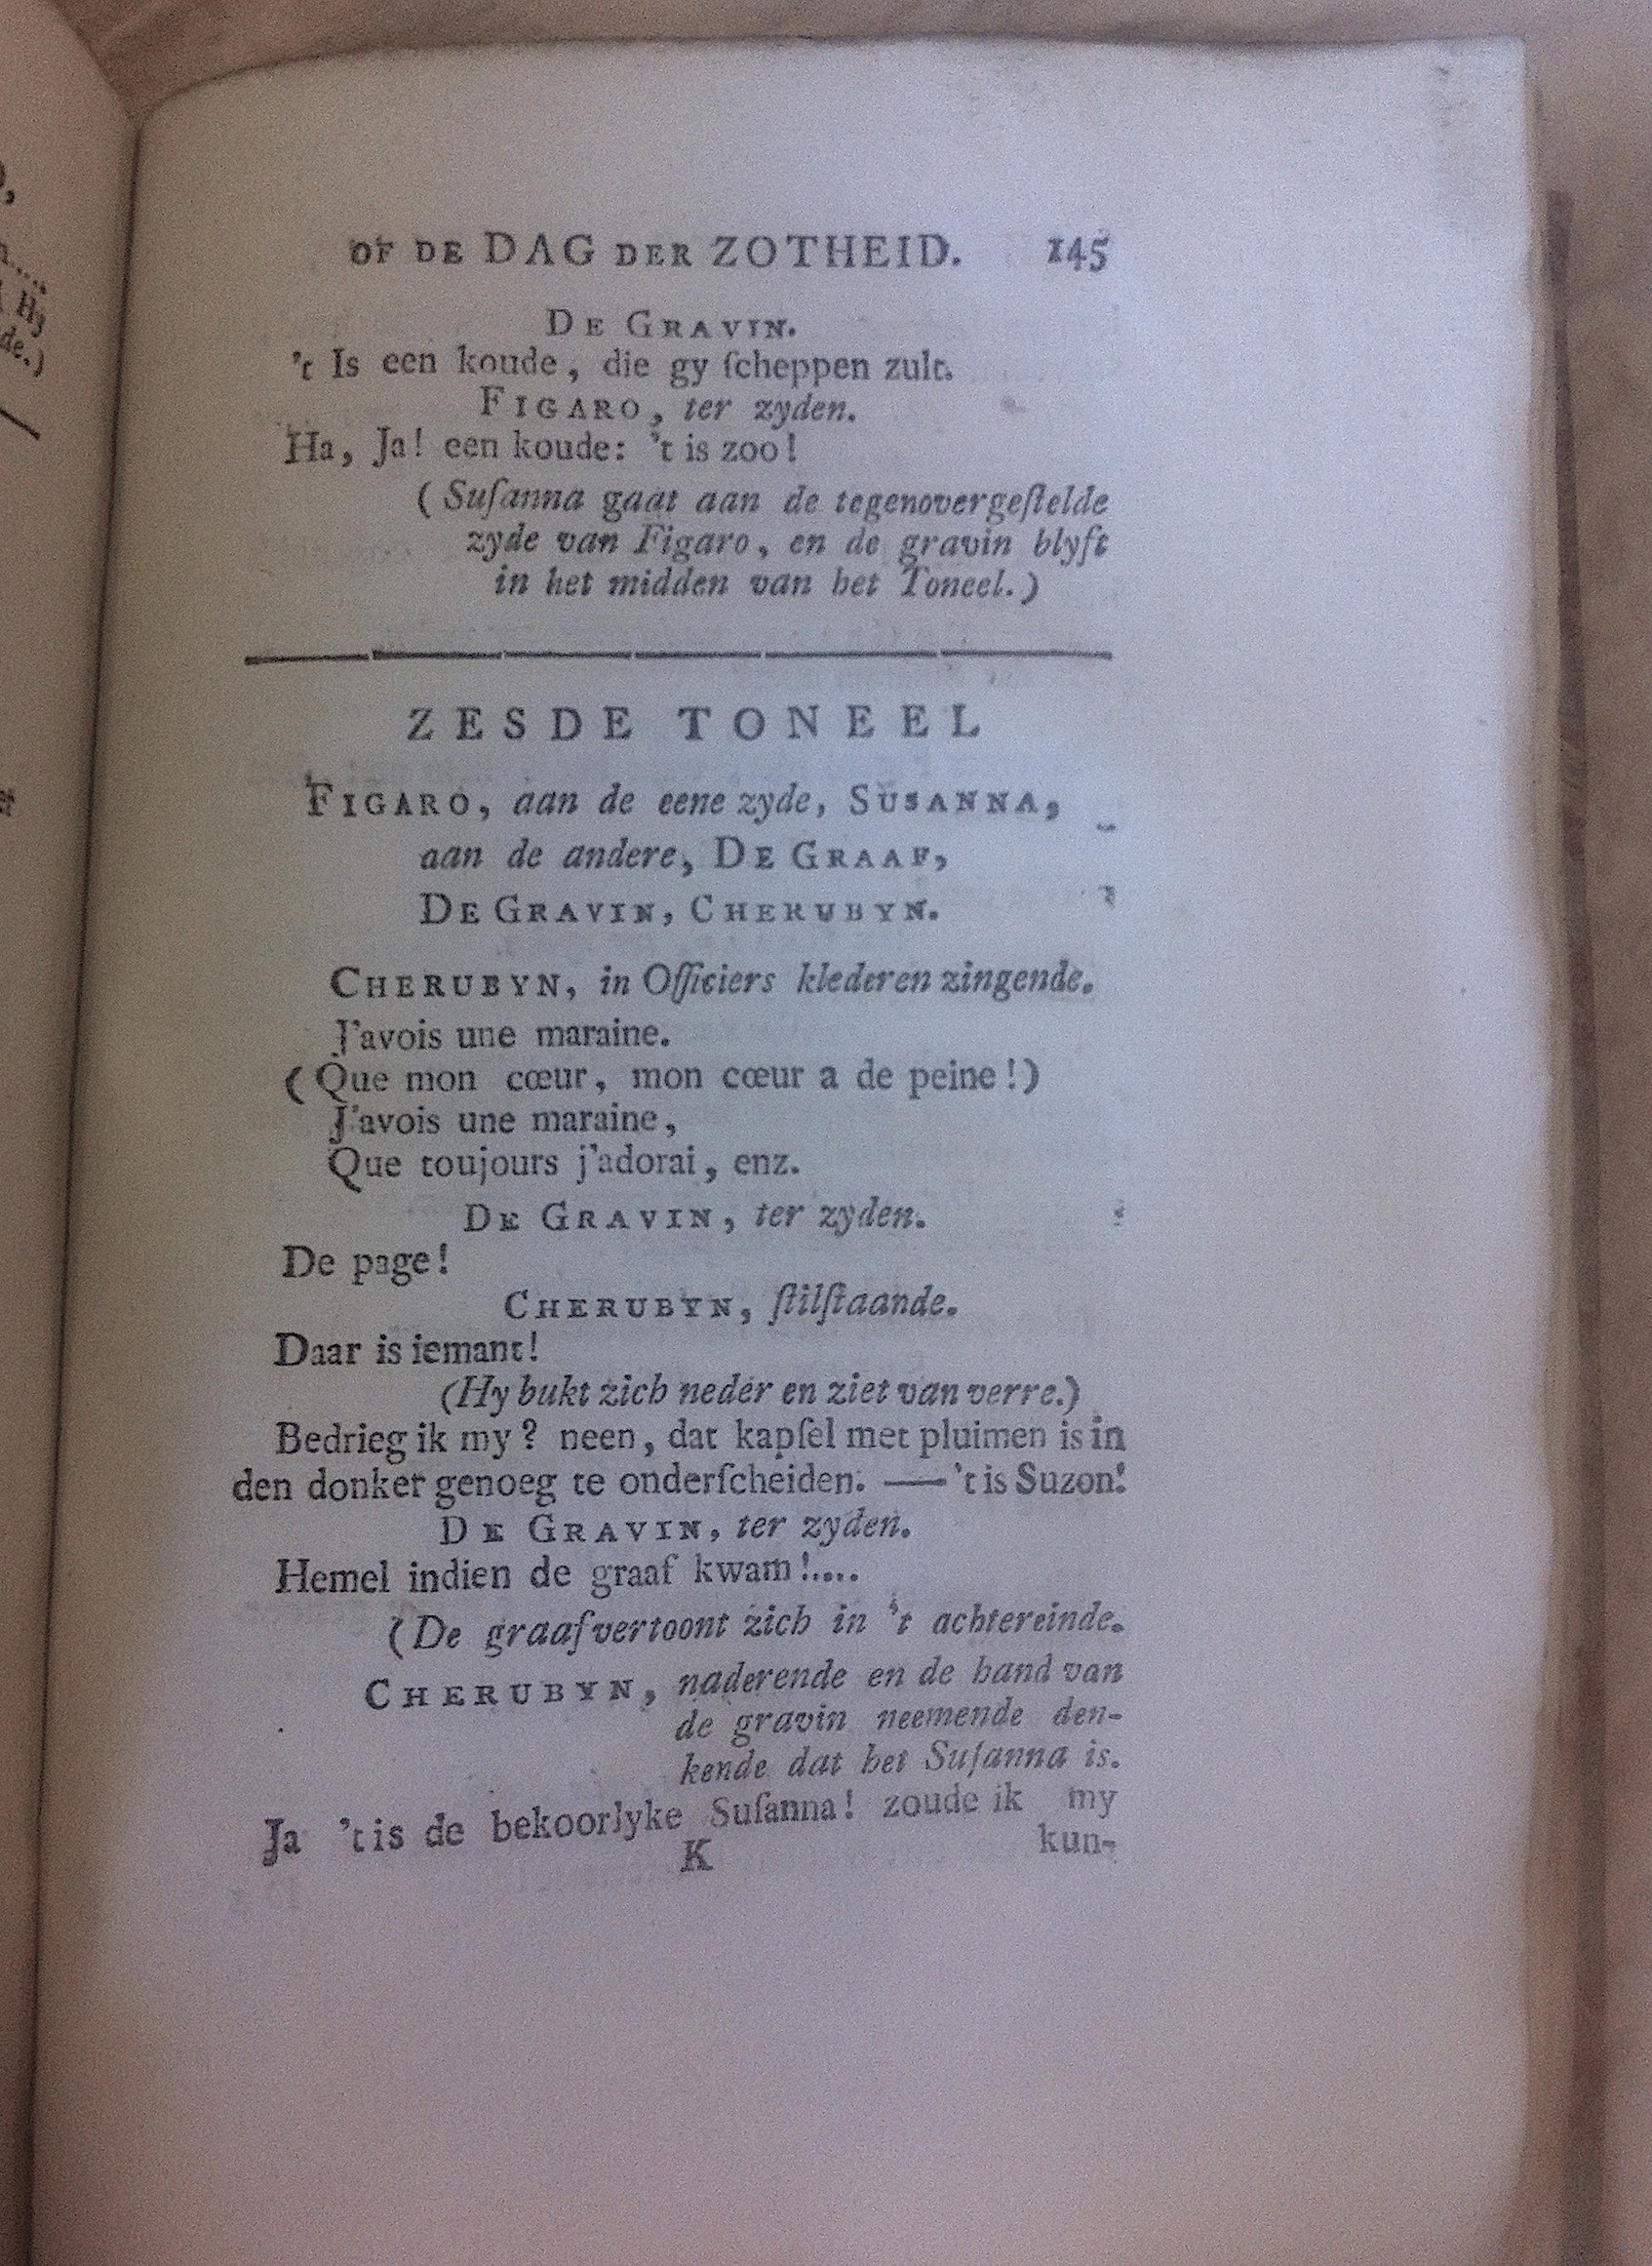 OF DE DAG DER ZOTHEID. 145
DE GRAVIN.
't Is een koude, die gy ſcheppen zult.
FIGARO, ter zyden.
Ha, Ja! een koude: 't is zoo!
(Suſanna gaat aan de tegenovergeſtelde
zyde van Figaro, en de gravin blyft
in het midden van het Toneel.)
ZESDE TONEEL
FIGARO, aan de eene zyde, SUSANNA,
aan de andere, DE GRAAF,
DE GRAVIN, CHERUBYN.
CHERUBYN, in Officiers klederen zingende.
J'avois une maraine.
(Que mon cœur, mon cœur a de peine!)
J'avois une maraine,
Que toujours j'adorai, enz.
DE GRAVIN, ter zyden.
De page!
CHERUBYN, ſtilſtaande.
Daar is iemant!
(Hy bukt zich neder en ziet van verre.)
Bedrieg ik my? neen, dat kapſel met pluimen is in
den donker genoeg te onderſcheiden. — 't is Suzon!
DE GRAVIN, ter zyden.
Hemel indien de graaf kwam!.....
(De graaf vertoont zich in 't achtereinde.
CHERUBYN, naderende en de hand van
de gravin neemende den-
kende dat het Suſanna is.
Ja 't is de bekoorlyke Suſanna! zoude ik my
K kun-